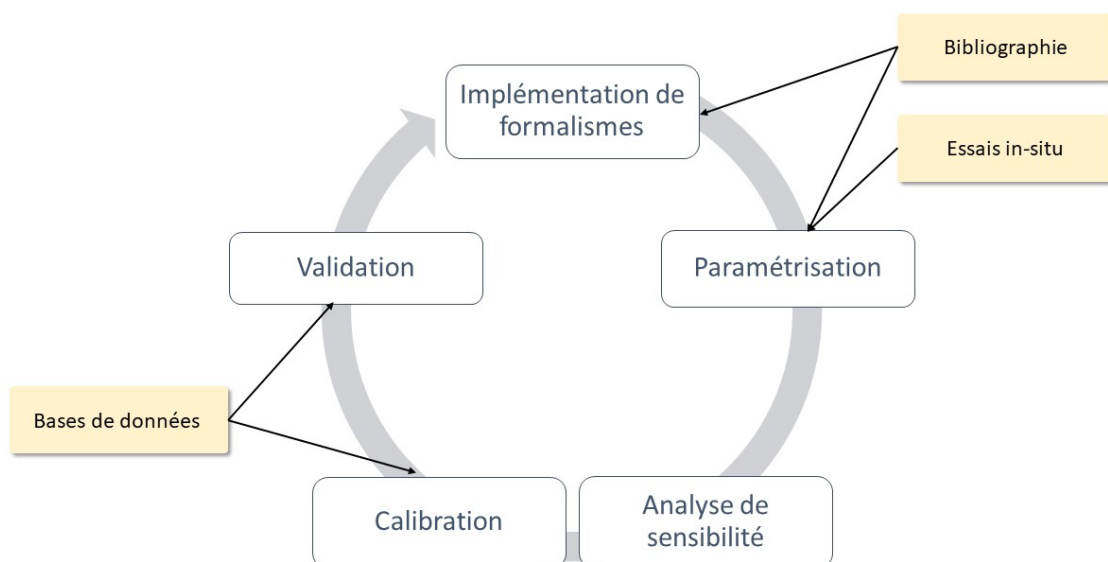 Bibliographie
Implémentation de
formalismes
Essais in-situ
Validation
Paramétrisation
Bases de données
Calibration
Analyse de
sensibilité